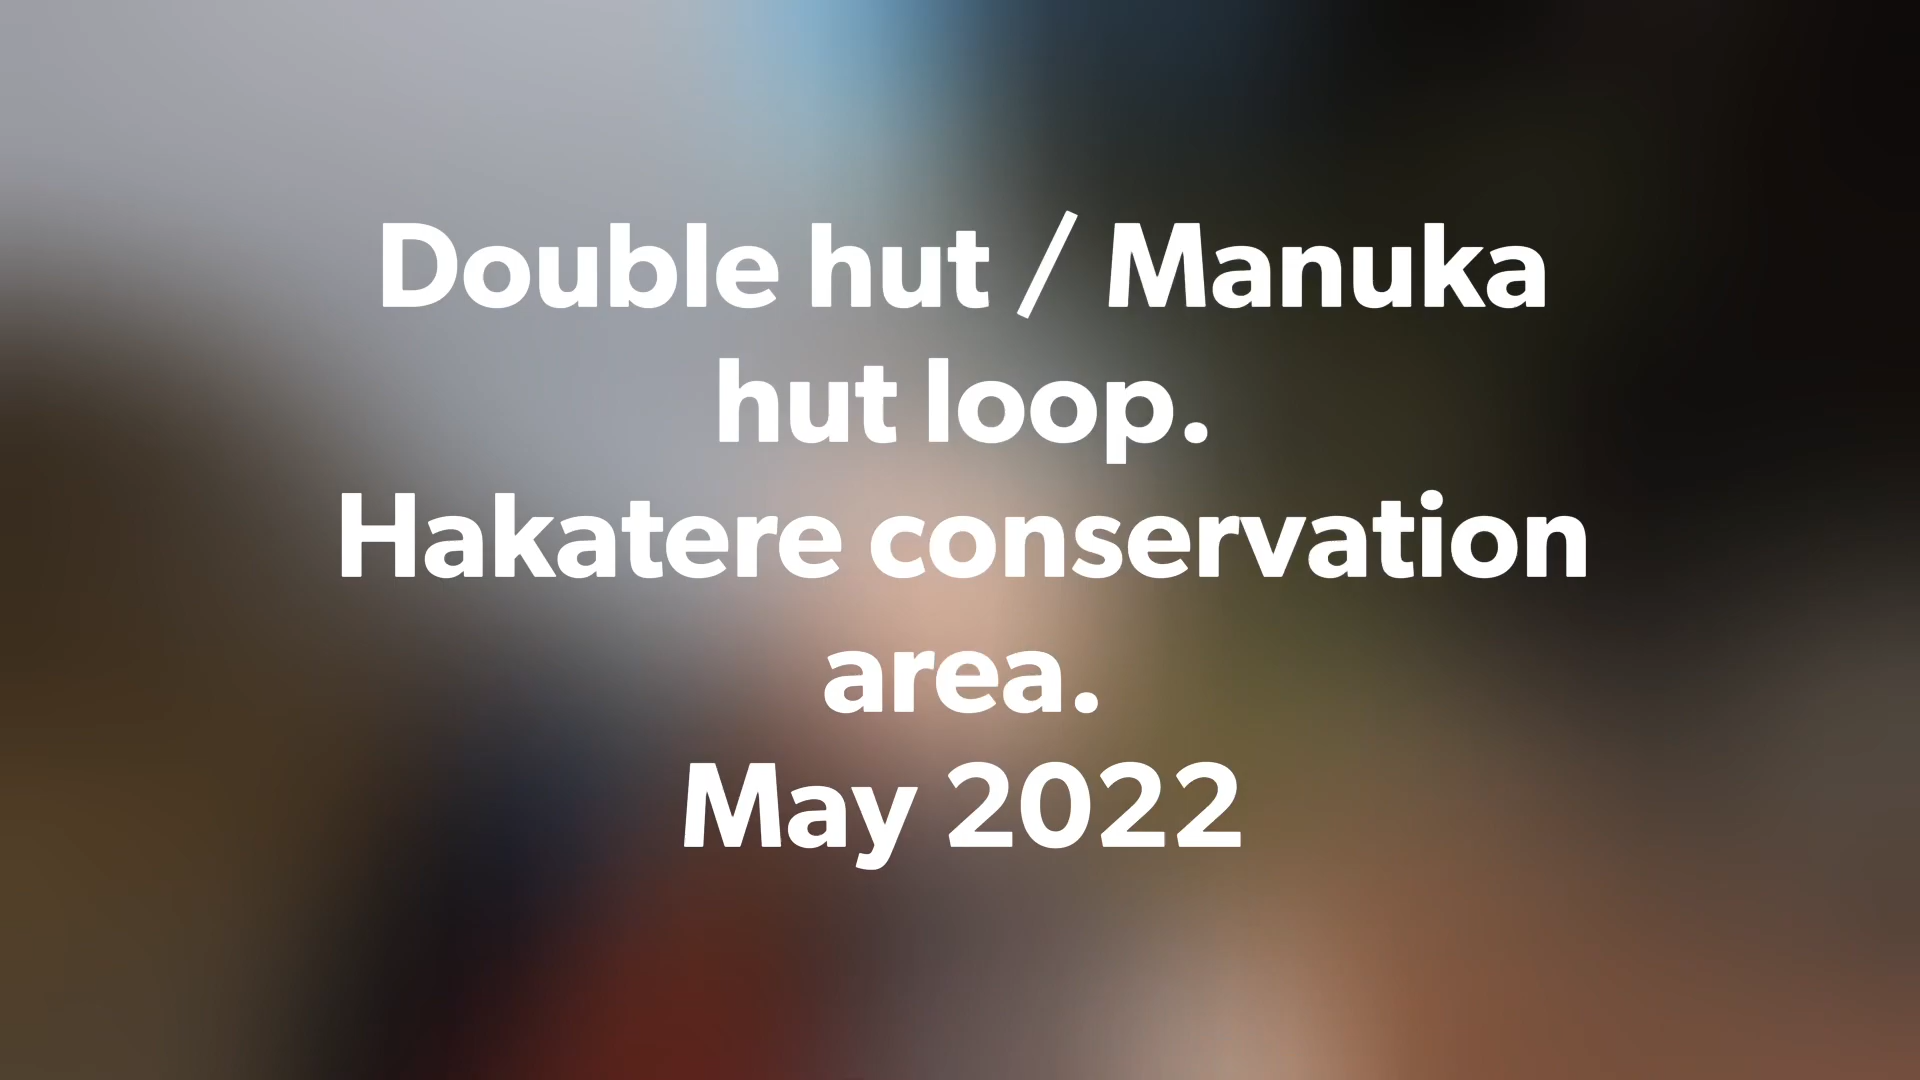 Double hut / Manuka
hut loop.
Hakatere conservation
area.
May 2022